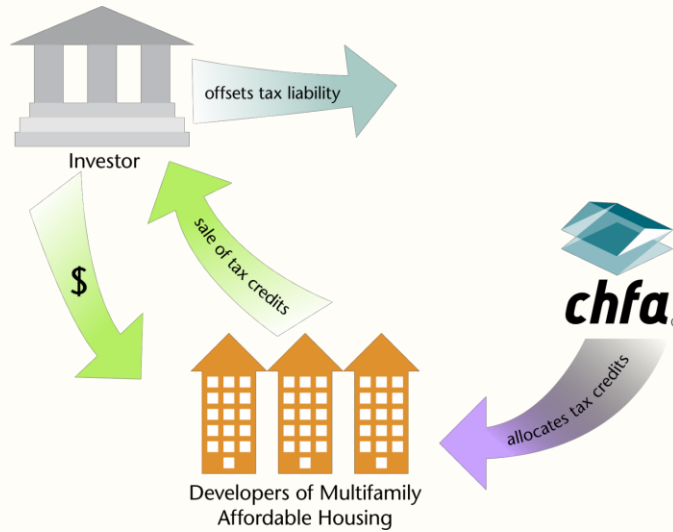 offsets tax liability
Investor
sale of tax credits
$
chfa
allocates tax credits
Developers of Multifamily
Affordable Housing